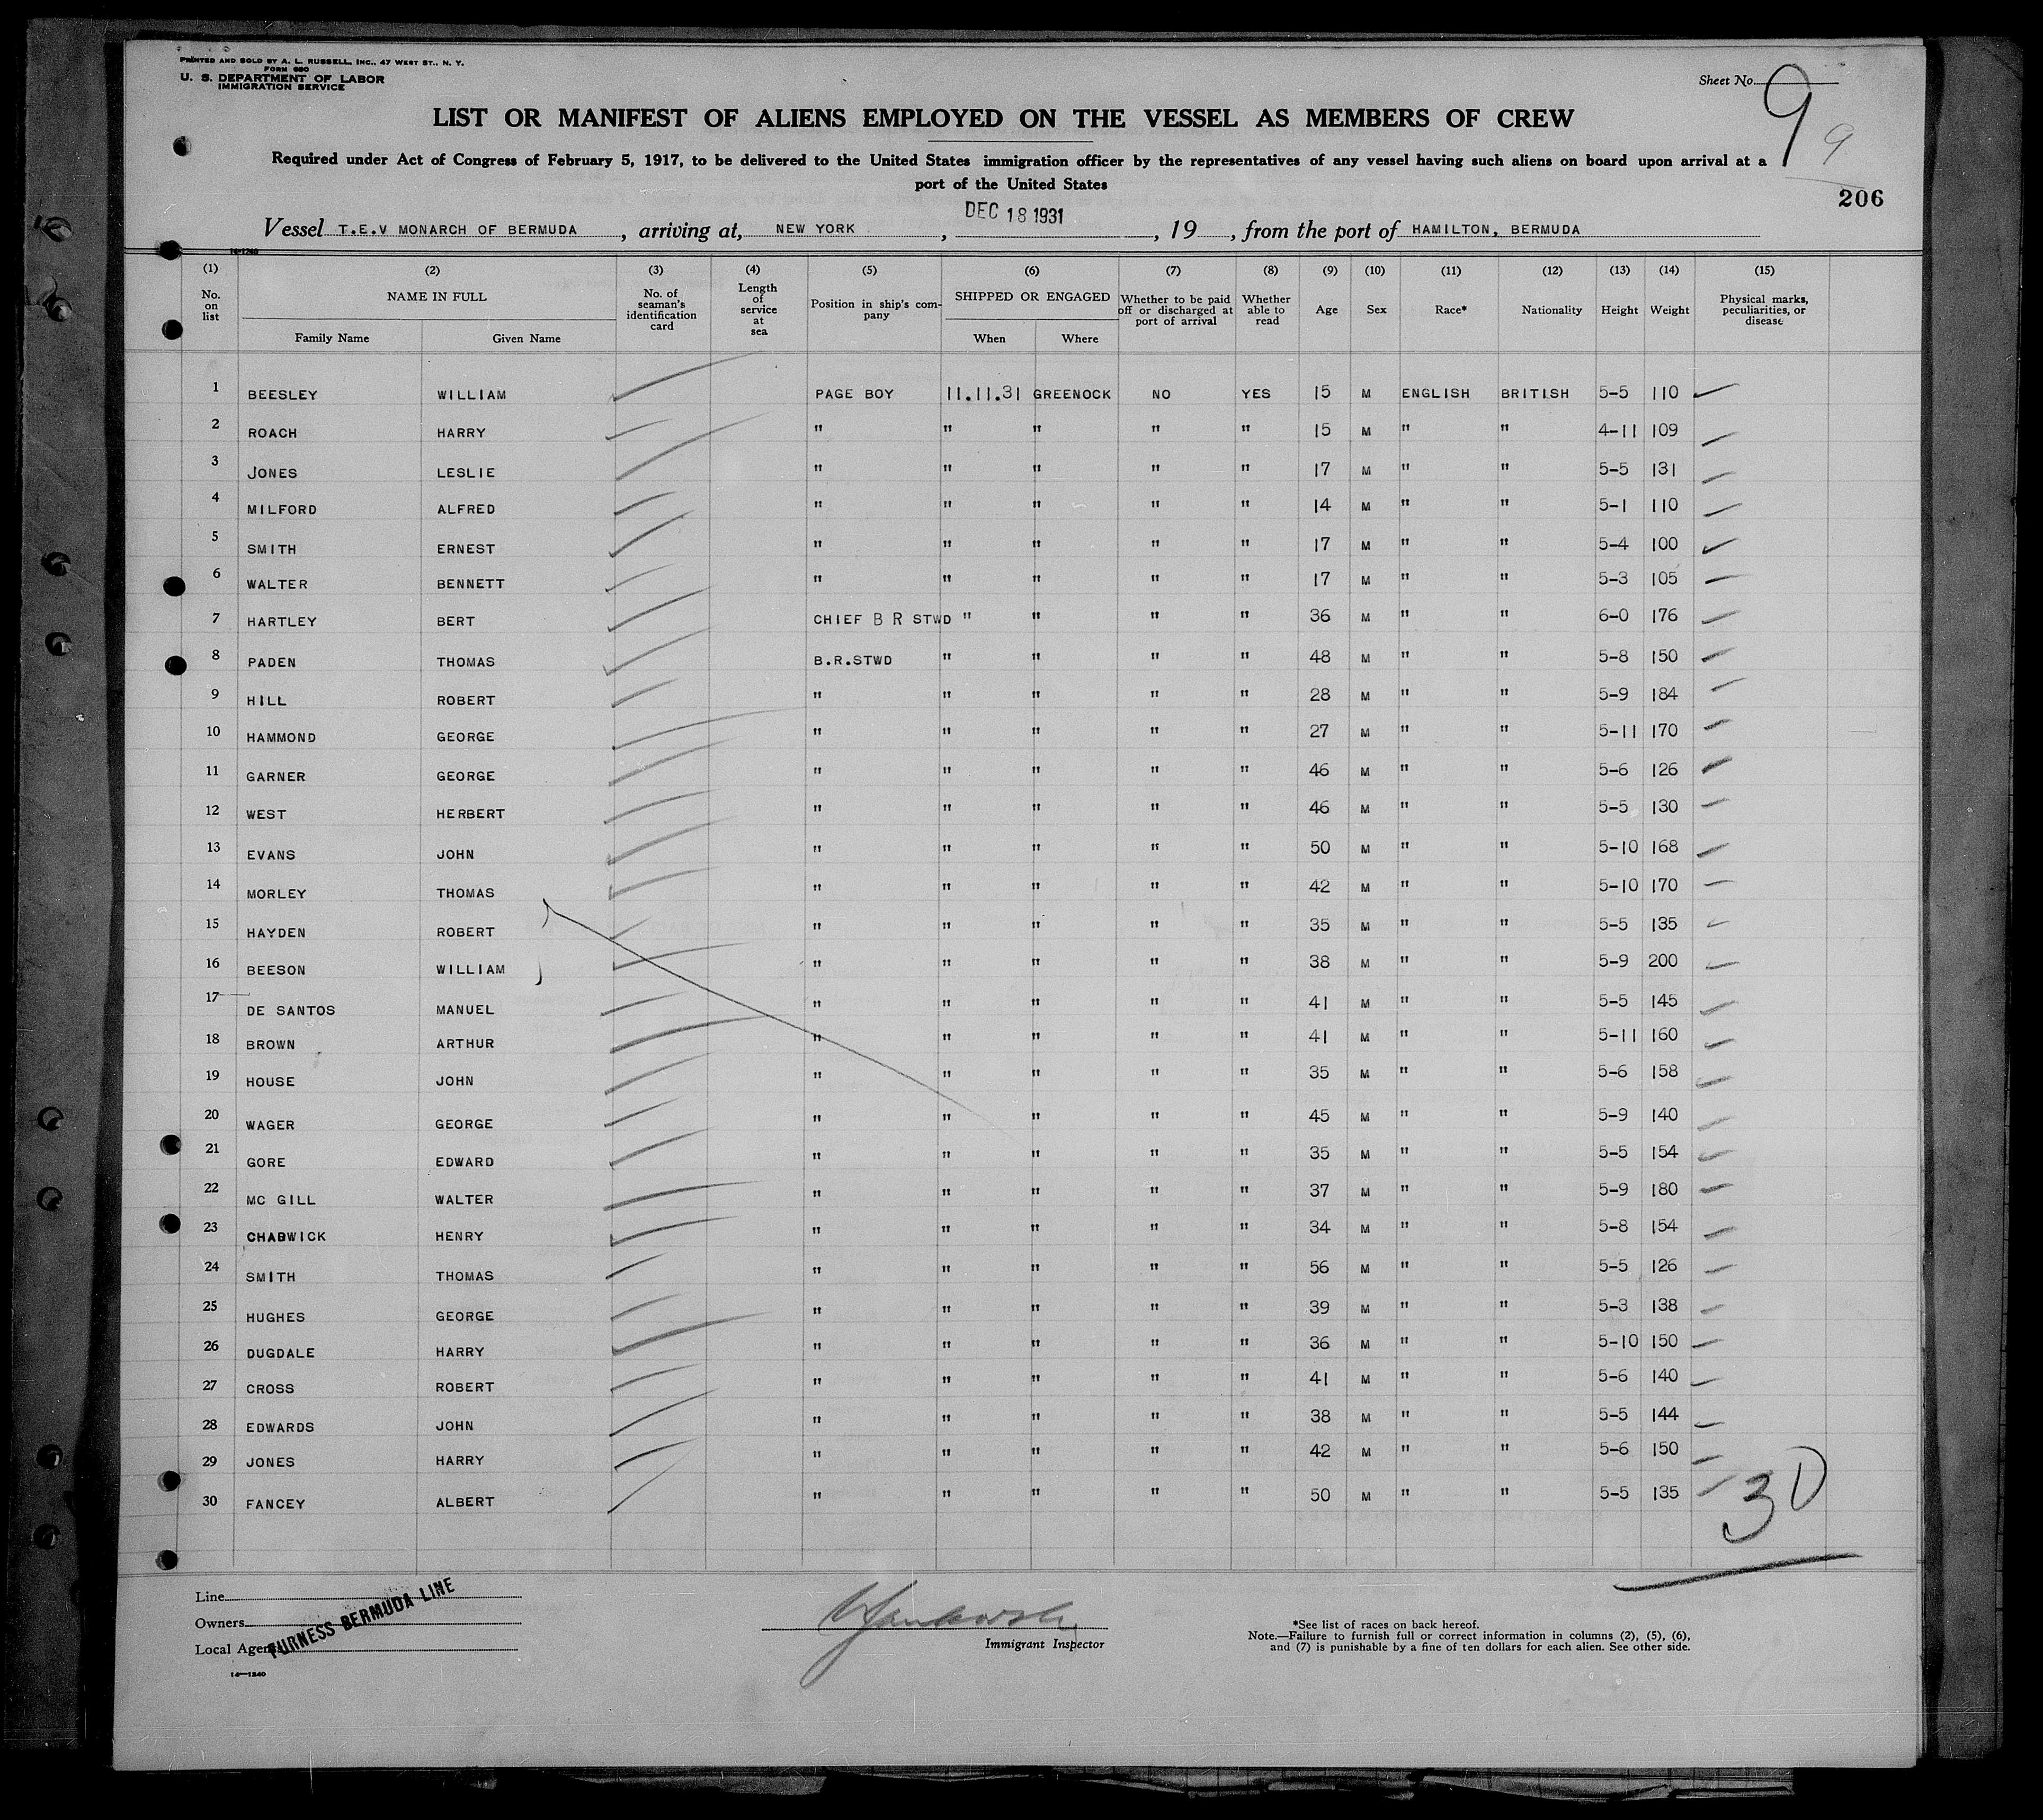 PRINTED AND SOLD BY A. L. RUSSELL, INC., 47 WEST ST., N. Y.
FORM 680
U. S. DEPARTMENT OF LABOR
IMMIGRATION SERVICE
Sheet No. 9
9
LIST OR MANIFEST OF ALIENS EMPLOYED ON THE VESSEL AS MEMBERS OF CREW
Required under Act of Congress of February 5, 1917, to be delivered to the United States immigration officer by the representatives of any vessel having such aliens on board upon arrival at a
port of the United States
206
DEC 18 1931
Vessel T.E.V MONARCH OF BERMUDA, arriving at, NEW YORK, , 19 , from the port of HAMILTON, BERMUDA
14-1240
(1) (2) (3) (4) (5) (6) (7) (8) (9) (10) (11) (12) (13) (14) (15)
No. on list NAME IN FULL Family Name Given Name No. of seaman's identification card Length of service at sea Position in ship's company SHIPPED OR ENGAGED When Where Whether to be paid off or discharged at port of arrival Whether able to read Age Sex Race* Nationality Height Weight Physical marks, peculiarities, or disease
1 BEESLEY WILLIAM PAGE BOY 11.11.31 GREENOCK NO YES 15 M ENGLISH BRITISH 5-5 110
2 ROACH HARRY " " " " " 15 M " " 4-11 109
3 JONES LESLIE " " " " " 17 M " " 5-5 131
4 MILFORD ALFRED " " " " " 14 M " " 5-1 110
5 SMITH ERNEST " " " " " 17 M " " 5-4 100
6 WALTER BENNETT " " " " " 17 M " " 5-3 105
7 HARTLEY BERT CHIEF B R STWD " " " " 36 M " " 6-0 176
8 PADEN THOMAS B.R.STWD " " " " 48 M " " 5-8 150
9 HILL ROBERT " " " " " 28 M " " 5-9 184
10 HAMMOND GEORGE " " " " " 27 M " " 5-11 170
11 GARNER GEORGE " " " " " 46 M " " 5-6 126
12 WEST HERBERT " " " " " 46 M " " 5-5 130
13 EVANS JOHN " " " " " 50 M " " 5-10 168
14 MORLEY THOMAS " " " " " 42 M " " 5-10 170
15 HAYDEN ROBERT " " " " " 35 M " " 5-5 135
16 BEESON WILLIAM " " " " " 38 M " " 5-9 200
17 DE SANTOS MANUEL " " " " " 41 M " " 5-5 145
18 BROWN ARTHUR " " " " " 41 M " " 5-11 160
19 HOUSE JOHN " " " " " 35 M " " 5-6 158
20 WAGER GEORGE " " " " " 45 M " " 5-9 140
21 GORE EDWARD " " " " " 35 M " " 5-5 154
22 MC GILL WALTER " " " " " 37 M " " 5-9 180
23 CHADWICK HENRY " " " " " 34 M " " 5-8 154
24 SMITH THOMAS " " " " " 56 M " " 5-5 126
25 HUGHES GEORGE " " " " " 39 M " " 5-3 138
26 DUGDALE HARRY " " " " " 36 M " " 5-10 150
27 CROSS ROBERT " " " " " 41 M " " 5-6 140
28 EDWARDS JOHN " " " " " 38 M " " 5-5 144
29 JONES HARRY " " " " " 42 M " " 5-6 150
30 FANCEY ALBERT " " " " " 50 M " " 5-5 135
30
Line
Owners
Local Agents
FURNESS BERMUDA LINE
14-1240
Immigrant Inspector
*See list of races on back hereof.
Note.—Failure to furnish full or correct information in columns (2), (5), (6),
and (7) is punishable by a fine of ten dollars for each alien. See other side.